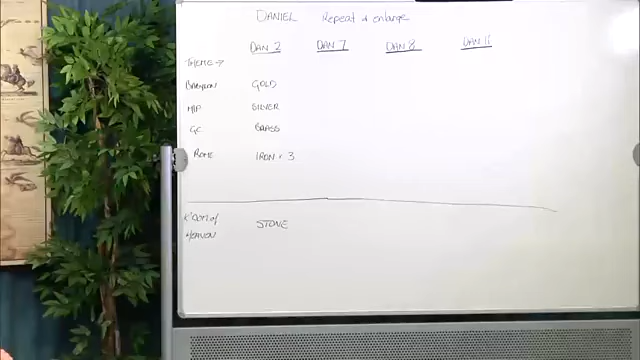 DANIEL Repeat & enlarge
DAN 2 DAN 7 DAN 8 DAN 11
THEME →
BABYLON GOLD
M/P SILVER
GC BRASS
ROME IRON × 3
K'DOM of STONE
HEAVEN